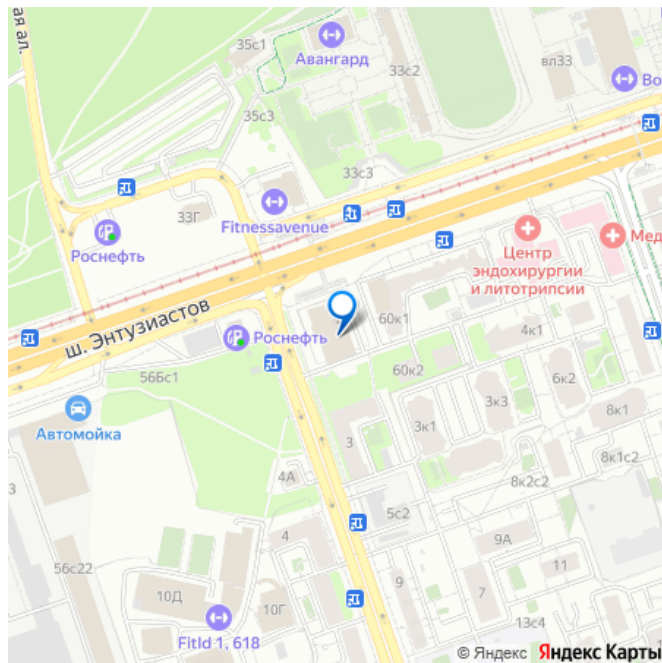 ая ал.
35с1
Авангард
33с2
вл33
Во
35с3
33с3
33Г
Fitnessavenue
Роснефть
Центр
эндохирургии
и литотрипсии
Мед
ш. Энтузиастов
Роснефть
60к1
4к1
56Бс1
60к2
6к2
Автомойка
3к3
8к1
3
3к1
3
4А
8к1с2
8к2с2
5с2
4
9А
56с22
11
9
7
10Д
10Г
13с4
FitId 1, 618
© Яндекс Яндекс Карты